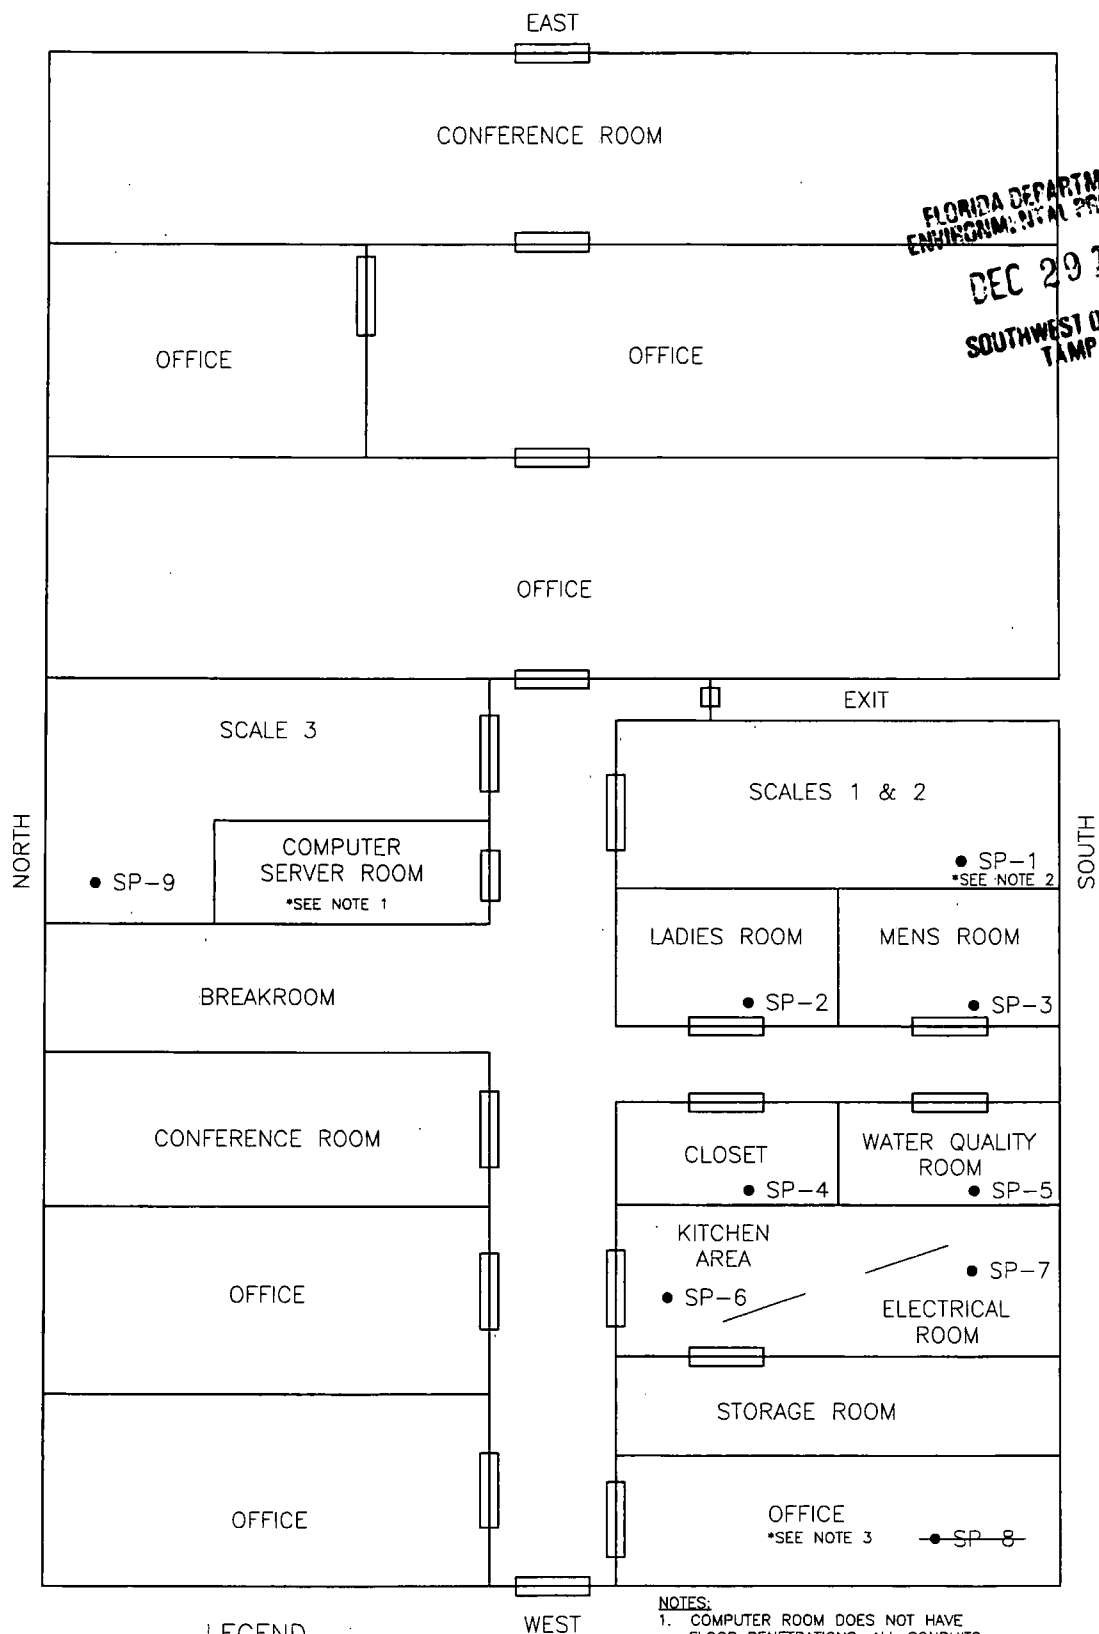 EAST
CONFERENCE ROOM
FLORIDA
DEC 29
SOUTHWEST
OFFICE
OFFICE
OFFICE
EXIT
SCALE 3
SCALES 1 & 2
NORTH
SOUTH
COMPUTER
SERVER ROOM
*SEE NOTE 1
SP-9
SP-1
*SEE NOTE 2
LADIES ROOM
MENS ROOM
SP-2
SP-3
BREAKROOM
CONFERENCE ROOM
CLOSET
WATER QUALITY
ROOM
SP-4
SP-5
KITCHEN
AREA
SP-7
SP-6
ELECTRICAL
ROOM
OFFICE
STORAGE ROOM
OFFICE
OFFICE
*SEE NOTE 3
SP-8
WEST
LEGEND
NOTES:
1. COMPUTER ROOM DOES NOT HAVE
FLOOR PENETRATIONS. ALL CONDUITS